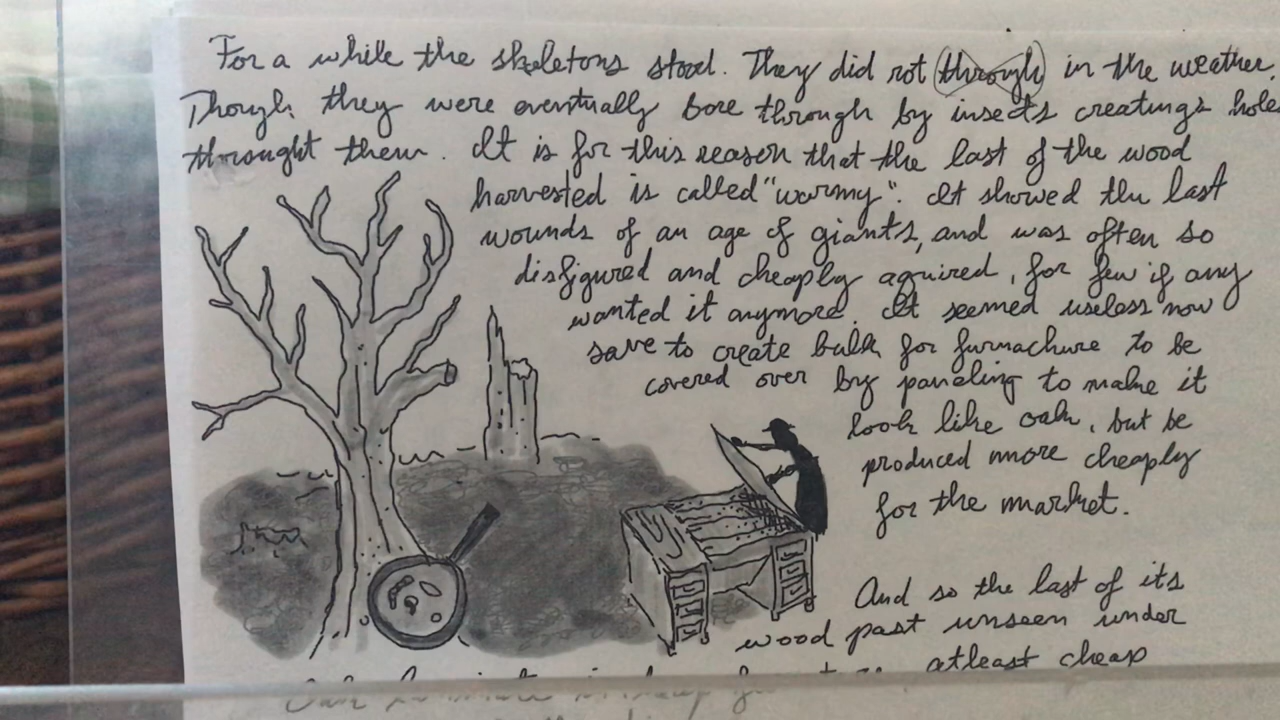 For a while the skeletons stood. They did not through in the weather.
Though they were eventually bore through by insects creatings hole
throught them. It is for this reason that the last of the wood
harvested is called "wormy". It showed the last
wounds of an age of giants, and was often so
disfigured and cheaply aquired, for few if any
wanted it anymore. It seemed useless now
save to create bulk for furnachure to be
covered over by paneling to make it
look like oak, but be
produced more cheaply
for the market.
And so the last of its
wood past unseen under
atleast cheap